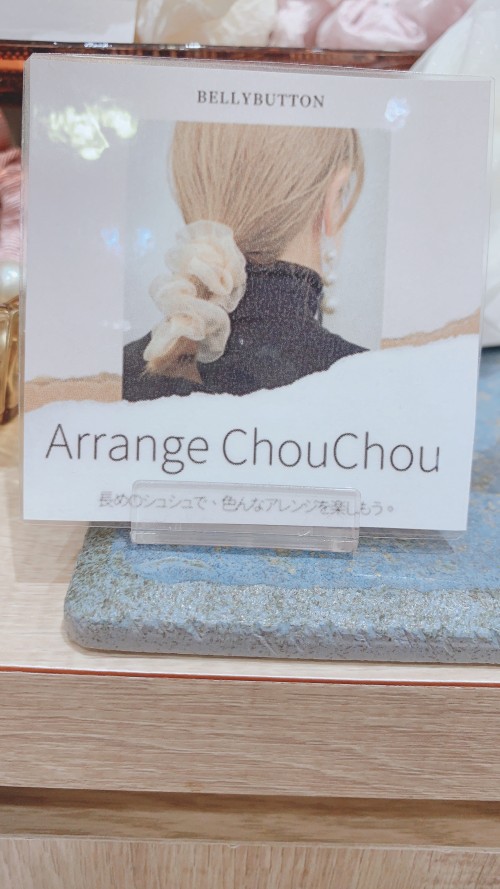 BELLYBUTTON
Arrange ChouChou
長めのシュシュで、色んなアレンジを楽しもう。